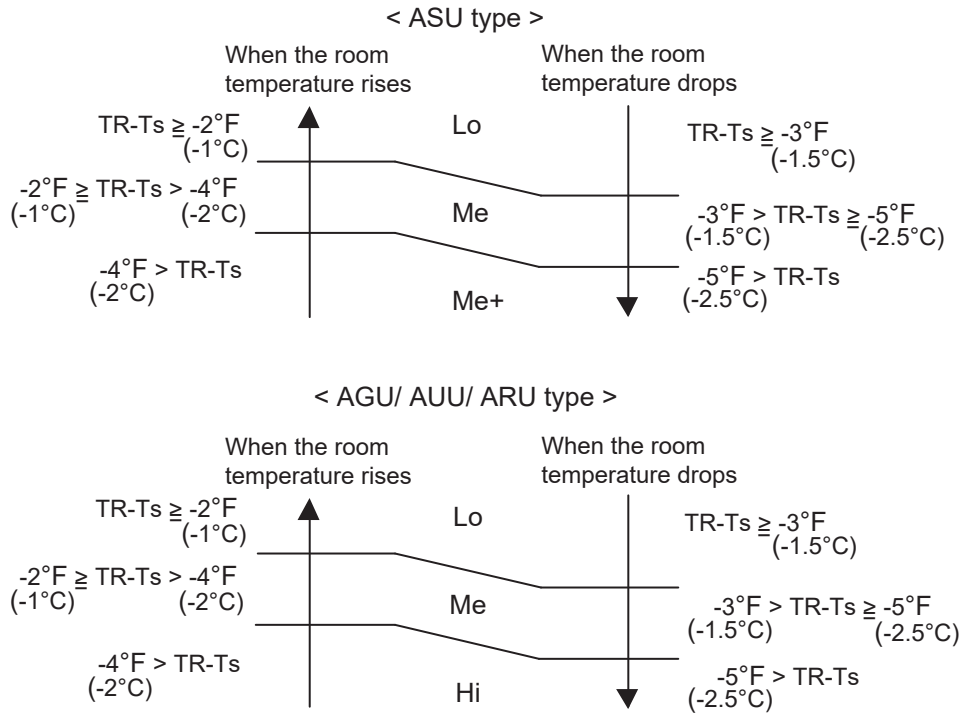 < ASU type >
When the room
temperature rises
When the room
temperature drops
TR-Ts ≧ -2°F
(-1°C)
Lo
TR-Ts ≧ -3°F
(-1.5°C)
-2°F ≧ TR-Ts > -4°F
(-1°C) (-2°C)
Me
-3°F > TR-Ts ≧ -5°F
(-1.5°C) (-2.5°C)
-4°F > TR-Ts
(-2°C)
Me+
-5°F > TR-Ts
(-2.5°C)
< AGU/ AUU/ ARU type >
When the room
temperature rises
When the room
temperature drops
TR-Ts ≧ -2°F
(-1°C)
Lo
TR-Ts ≧ -3°F
(-1.5°C)
-2°F ≧ TR-Ts > -4°F
(-1°C) (-2°C)
Me
-3°F > TR-Ts ≧ -5°F
(-1.5°C) (-2.5°C)
-4°F > TR-Ts
(-2°C)
Hi
-5°F > TR-Ts
(-2.5°C)